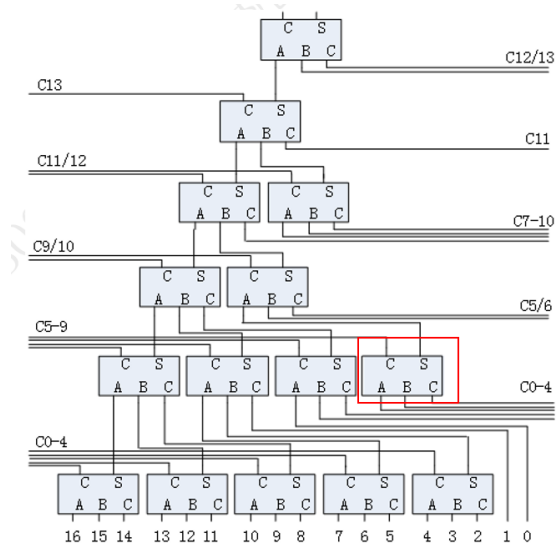 C S
A B C
C12/13
C13
C S
A B C
C11
C11/12
C S C S
A B C A B C
C7-10
C9/10
C S C S
A B C A B C
C5/6
C5-9
C S C S C S C S
A B C A B C A B C A B C
C0-4
C0-4
C S C S C S C S C S
A B C A B C A B C A B C A B C
16 15 14 13 12 11 10 9 8 7 6 5 4 3 2 1 0